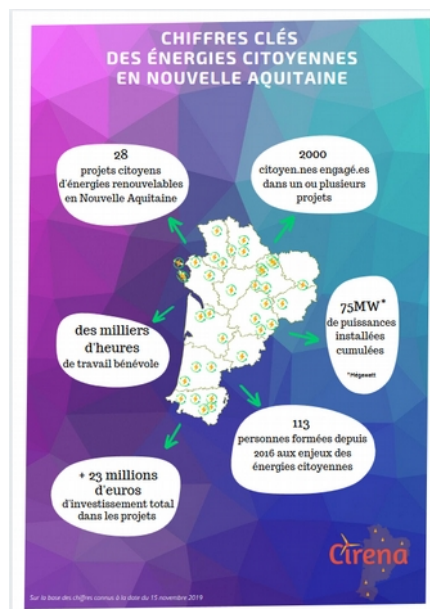 CHIFFRES CLÉS
DES ÉNERGIES CITOYENNES
EN NOUVELLE AQUITAINE
28
projets citoyens
d'énergies renouvelables
en Nouvelle Aquitaine
2000
citoyen.nes engagé.es
dans un ou plusieurs
projets
75MW*
de puissances
installées
cumulées
*Mégawatt
des milliers
d'heures
de travail bénévole
113
personnes formées depuis
2016 aux enjeux des
énergies citoyennes
+ 23 millions
d'euros
d'investissement total
dans les projets
Cirena
Sur la base des chiffres connus à la date du 15 novembre 2019